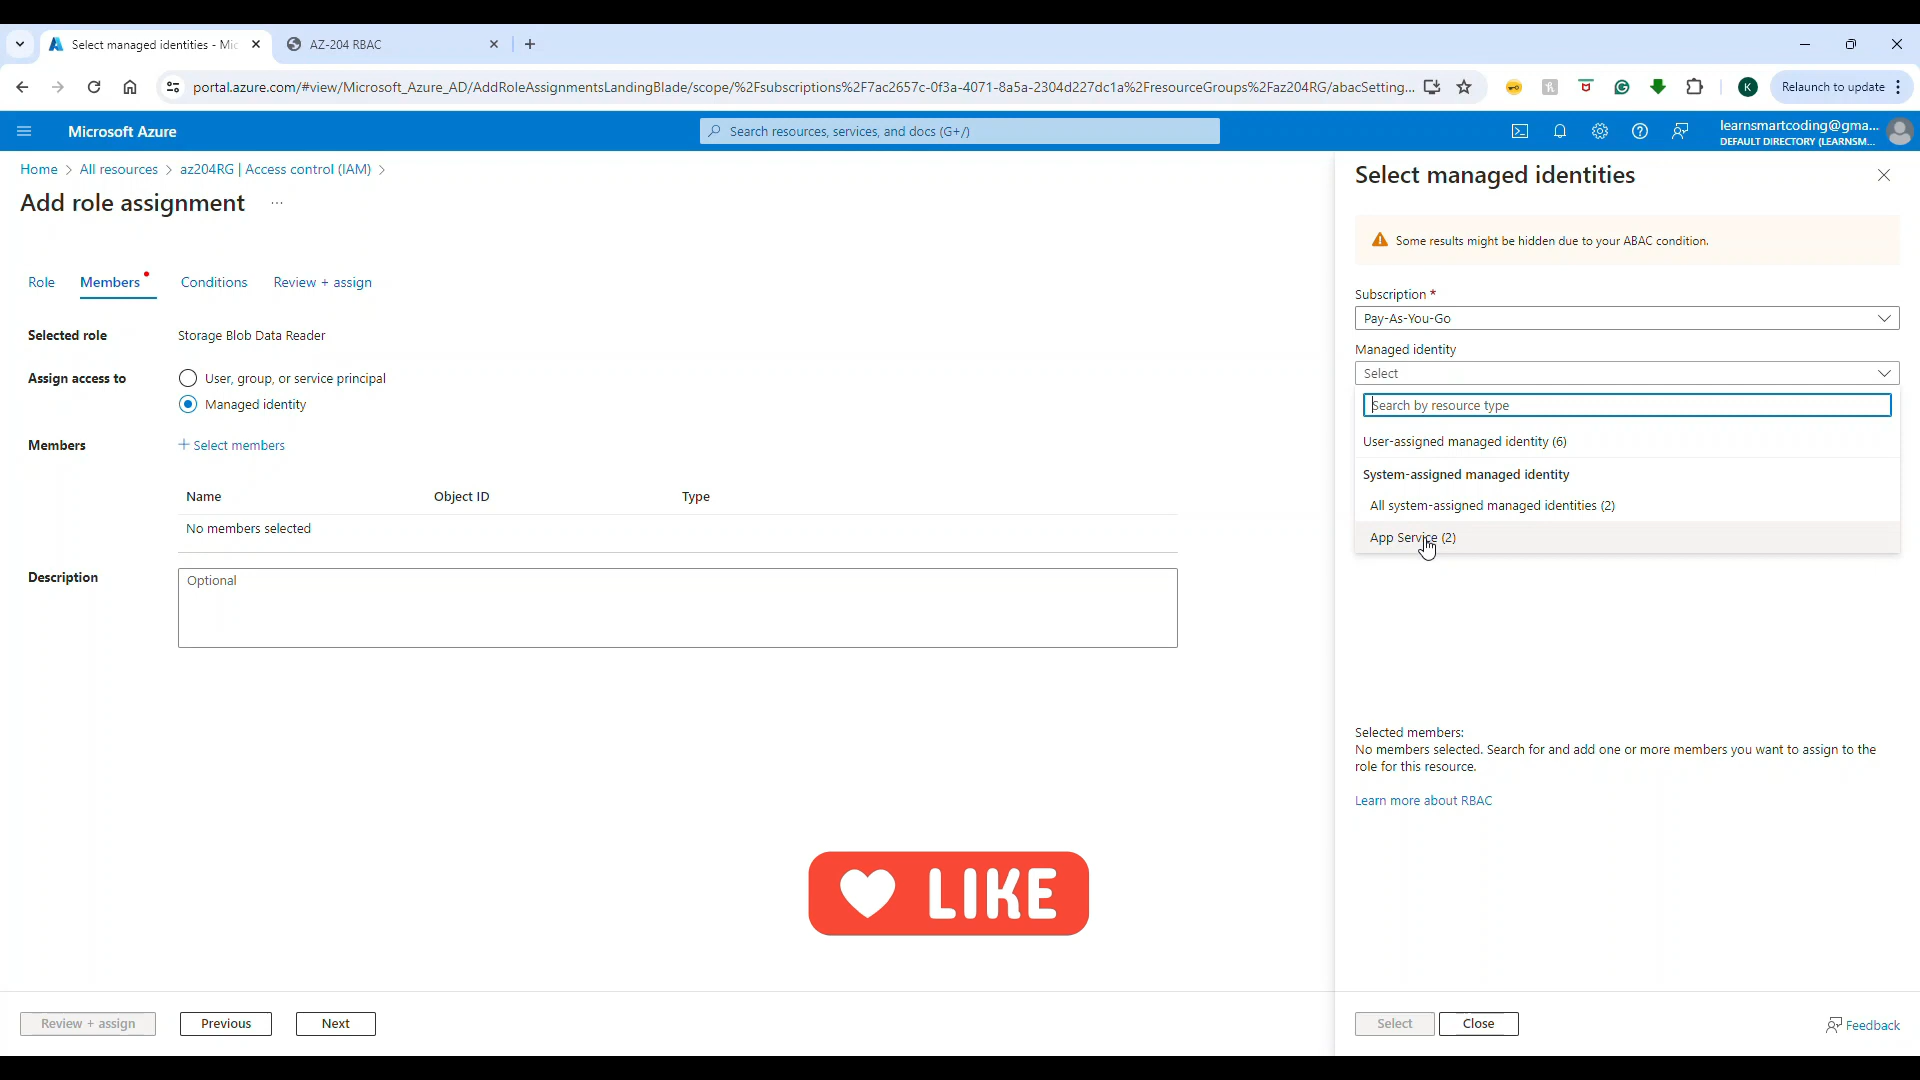 Select managed identities - Mic
AZ-204 RBAC
portal.azure.com/#view/Microsoft_Azure_AD/AddRoleAssignmentsLandingBlade/scope/%2Fsubscriptions%2F7ac2657c-0f3a-4071-8a5a-2304d227dc1a%2FresourceGroups%2Faz204RG/abacSetting...
K
Relaunch to update
Microsoft Azure
Search resources, services, and docs (G+/)
learnsmartcoding@gma...
DEFAULT DIRECTORY (LEARNSM...
Home > All resources > az204RG | Access control (IAM) >
Add role assignment ...
Role
Members
Conditions
Review + assign
Selected role
Storage Blob Data Reader
Assign access to
User, group, or service principal
Managed identity
Members
+ Select members
Name
Object ID
Type
No members selected
Description
Optional
LIKE
Review + assign
Previous
Next
Select managed identities
Some results might be hidden due to your ABAC condition.
Subscription *
Pay-As-You-Go
Managed identity
Select
Search by resource type
User-assigned managed identity (6)
System-assigned managed identity
All system-assigned managed identities (2)
App Service (2)
Selected members:
No members selected. Search for and add one or more members you want to assign to the
role for this resource.
Learn more about RBAC
Select
Close
Feedback